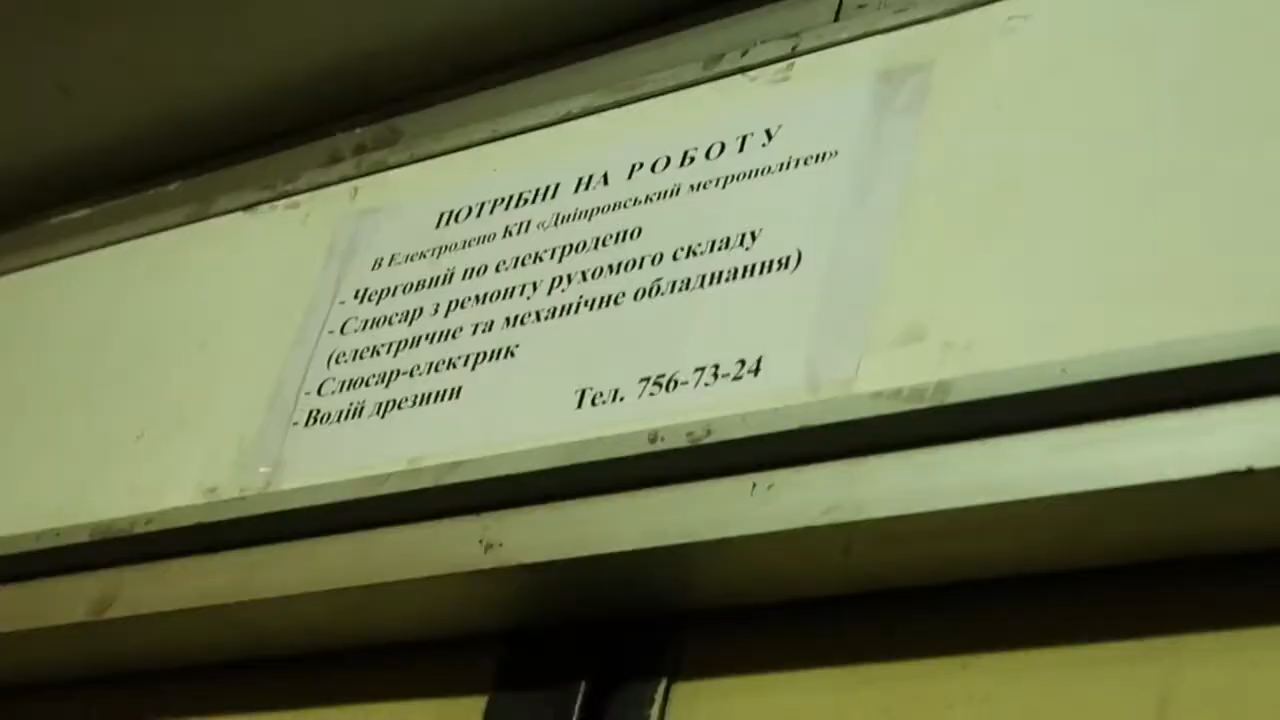 ПОТРІБНІ НА РОБОТУ
В Електродепо КП «Дніпровський метрополітен»
- Черговий по електродепо
- Слюсар з ремонту рухомого складу
(електричне та механічне обладнання)
- Слюсар-електрик
- Водій дрезини Тел. 756-73-24